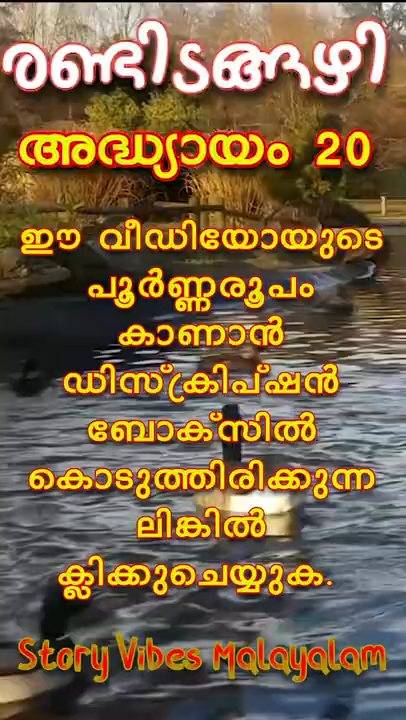 രണ്ടിടങ്ങഴി
അദ്ധ്യായം 20
ഈ വീഡിയോയുടെ
പൂർണ്ണരൂപം
കാണാൻ
ഡിസ്ക്രിപ്ഷൻ
ബോക്സിൽ
കൊടുത്തിരിക്കുന്ന
ലിങ്കിൽ
ക്ലിക്കുചെയ്യുക.
Story Vibes Malayalam